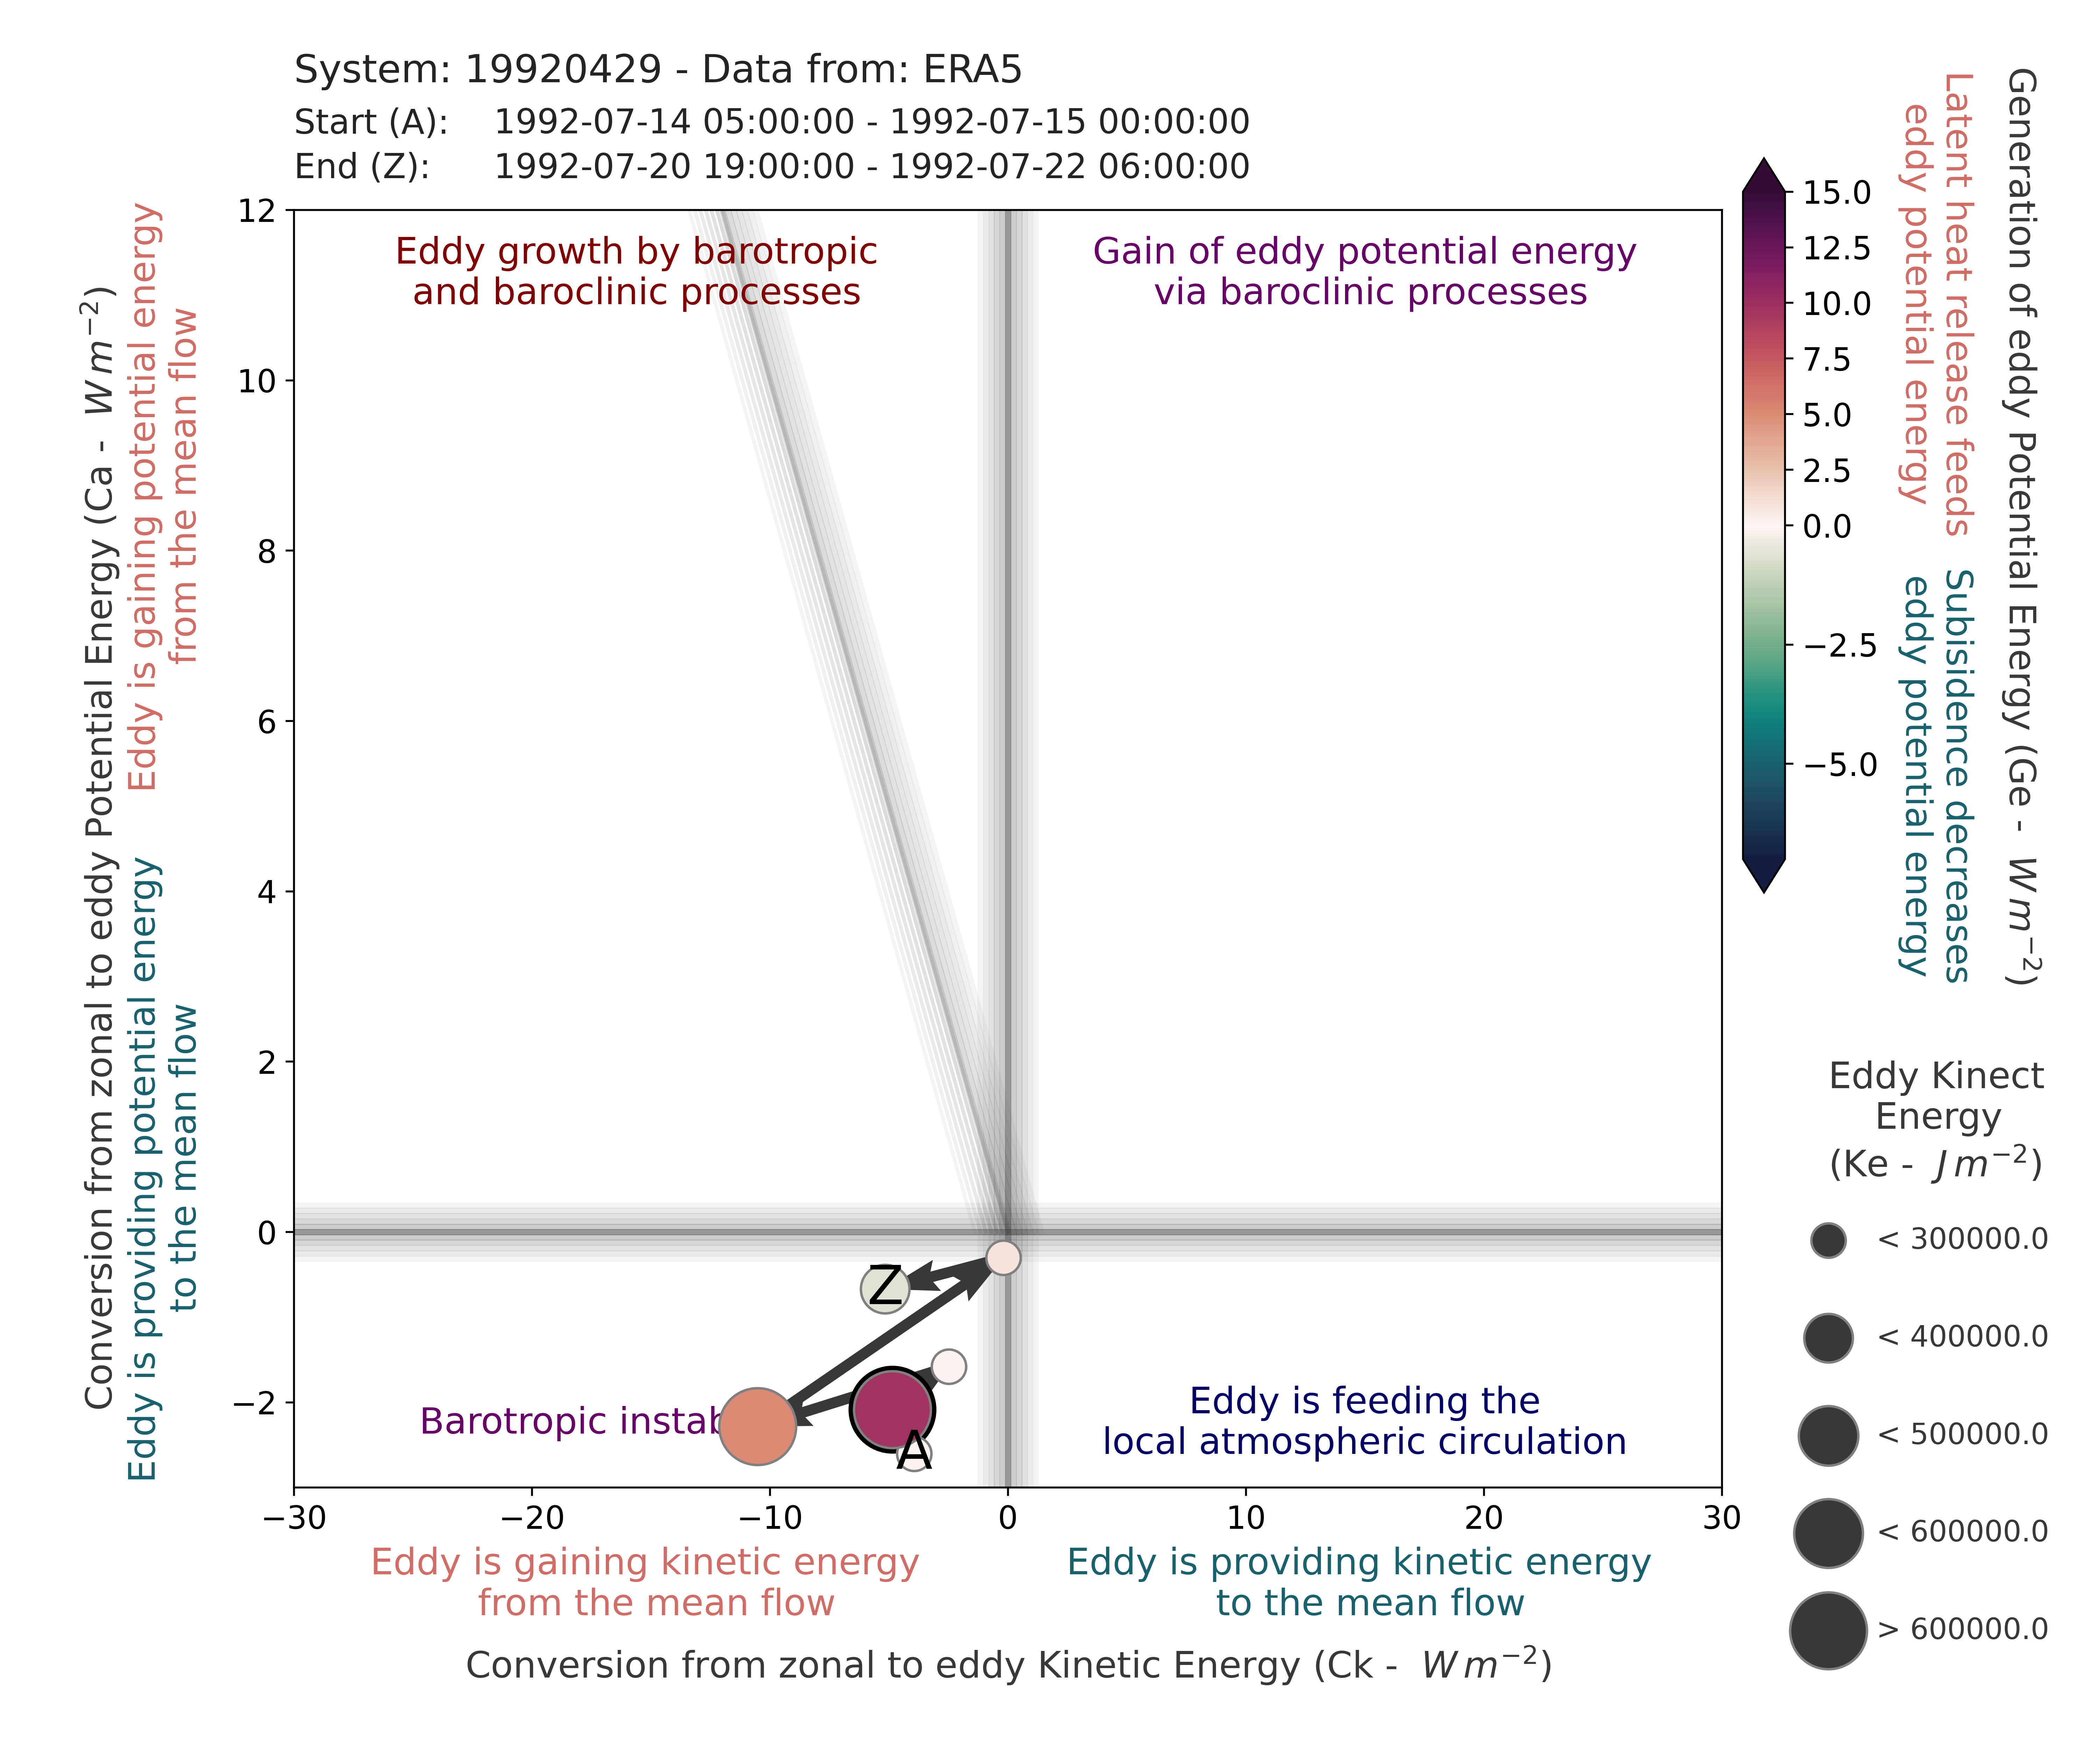 System: 19920429 - Data from: ERA5
Start (A): 1992-07-14 05:00:00 - 1992-07-15 00:00:00
End (Z): 1992-07-20 19:00:00 - 1992-07-22 06:00:00
Conversion from zonal to eddy Potential Energy (Ca - W m⁻²)
Eddy is gaining potential energy
from the mean flow
Eddy is providing potential energy
to the mean flow
12
10
8
6
4
2
0
−2
Eddy growth by barotropic
and baroclinic processes
Gain of eddy potential energy
via baroclinic processes
Barotropic instab
Eddy is feeding the
local atmospheric circulation
Z
A
−30
−20
−10
0
10
20
30
Eddy is gaining kinetic energy
from the mean flow
Eddy is providing kinetic energy
to the mean flow
Conversion from zonal to eddy Kinetic Energy (Ck - W m⁻²)
15.0
12.5
10.0
7.5
5.0
2.5
0.0
−2.5
−5.0
Latent heat release feeds
eddy potential energy
Subisidence decreases
eddy potential energy
Generation of eddy Potential Energy (Ge - W m⁻²)
Eddy Kinect
Energy
(Ke - J m⁻²)
< 300000.0
< 400000.0
< 500000.0
< 600000.0
> 600000.0